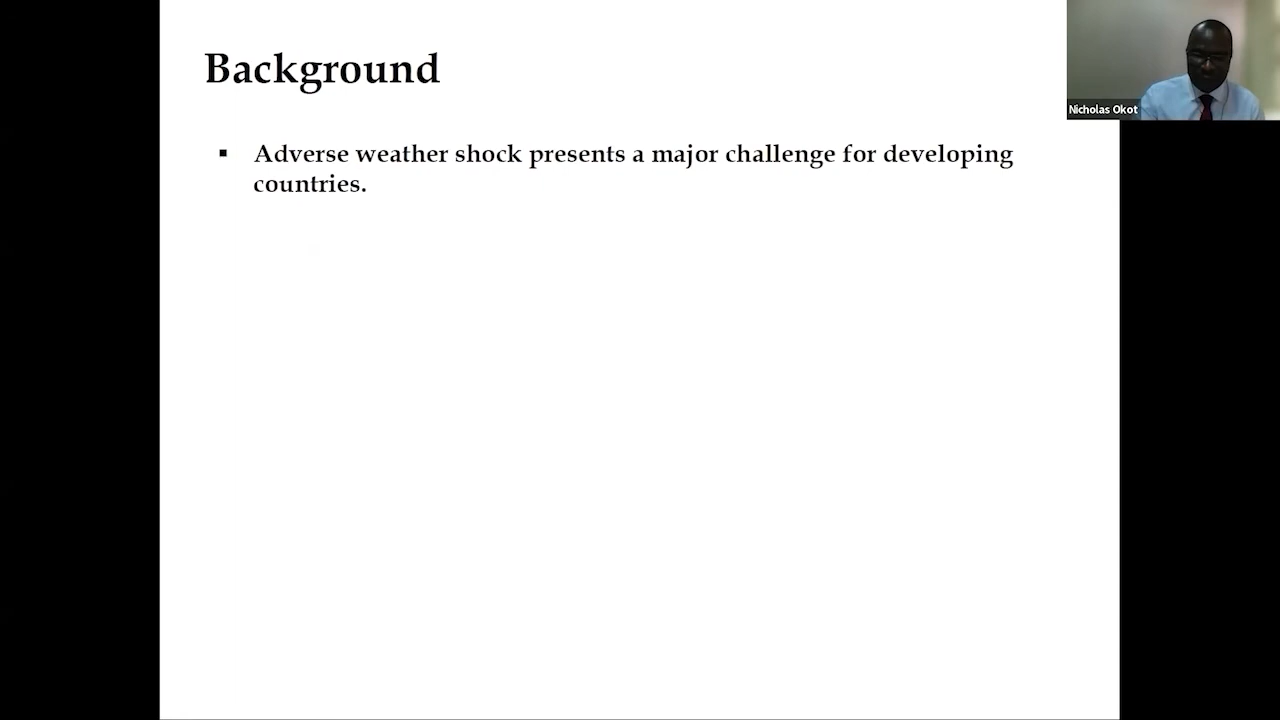 Background
Nicholas Okot
▪ Adverse weather shock presents a major challenge for developing
countries.